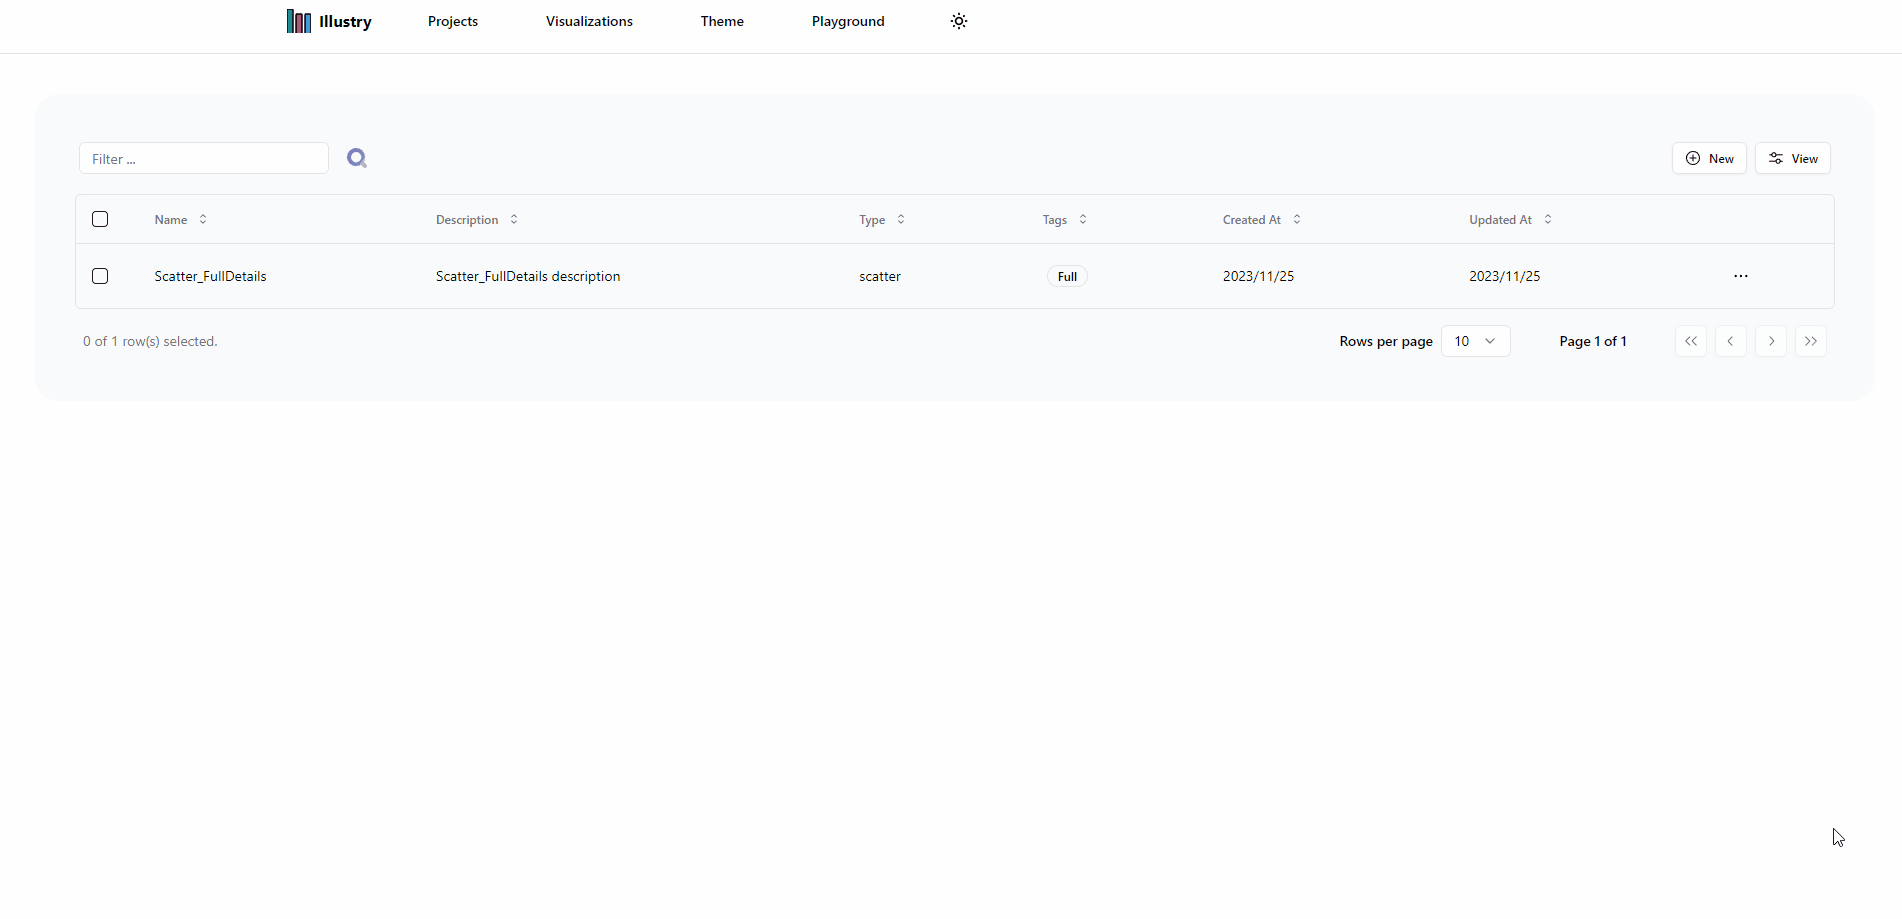 Illustry Projects Visualizations Theme Playground
Filter ... New View
Name Description Type Tags Created At Updated At
Scatter_FullDetails Scatter_FullDetails description scatter Full 2023/11/25 2023/11/25
0 of 1 row(s) selected. Rows per page 10 Page 1 of 1